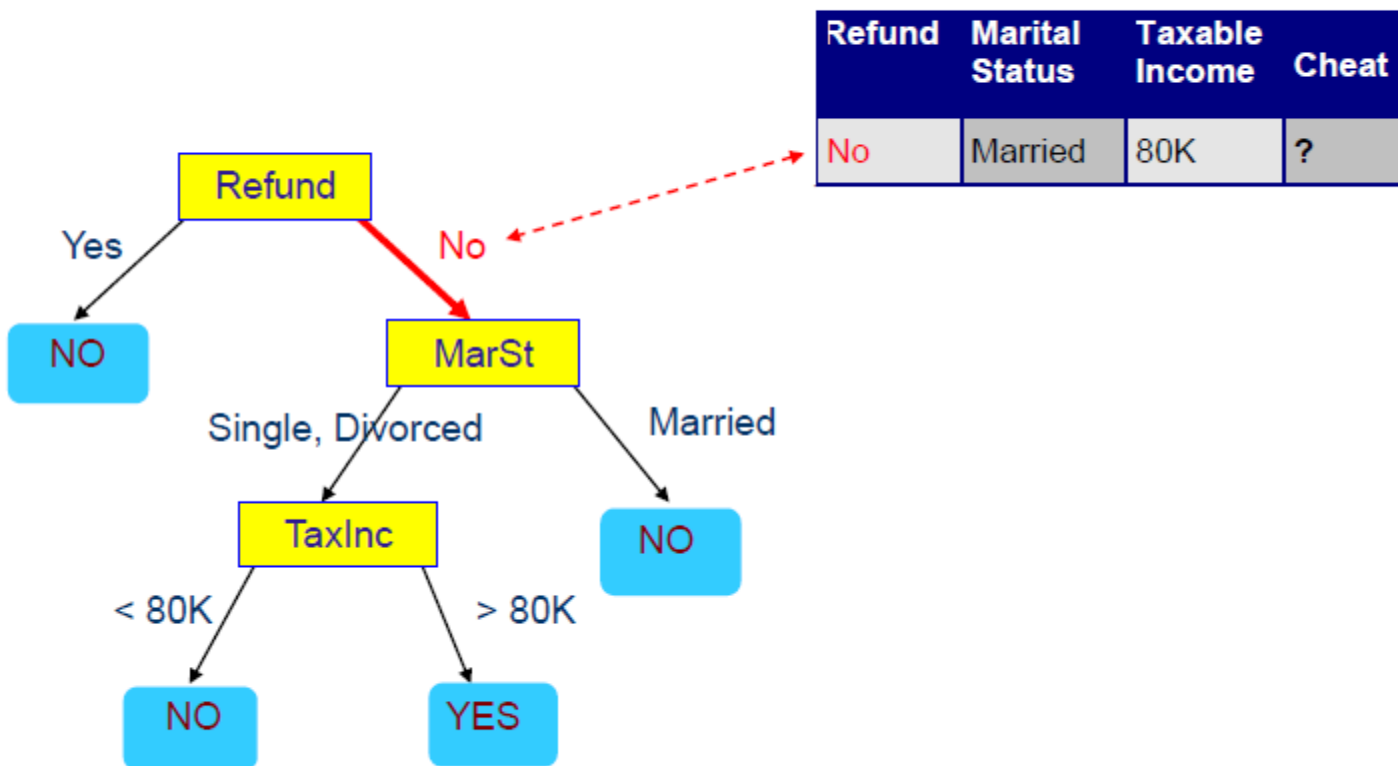 Refund Marital Status Taxable Income Cheat
No Married 80K ?
Refund
Yes No
NO
MarSt
Single, Divorced Married
TaxInc
NO
< 80K > 80K
NO YES